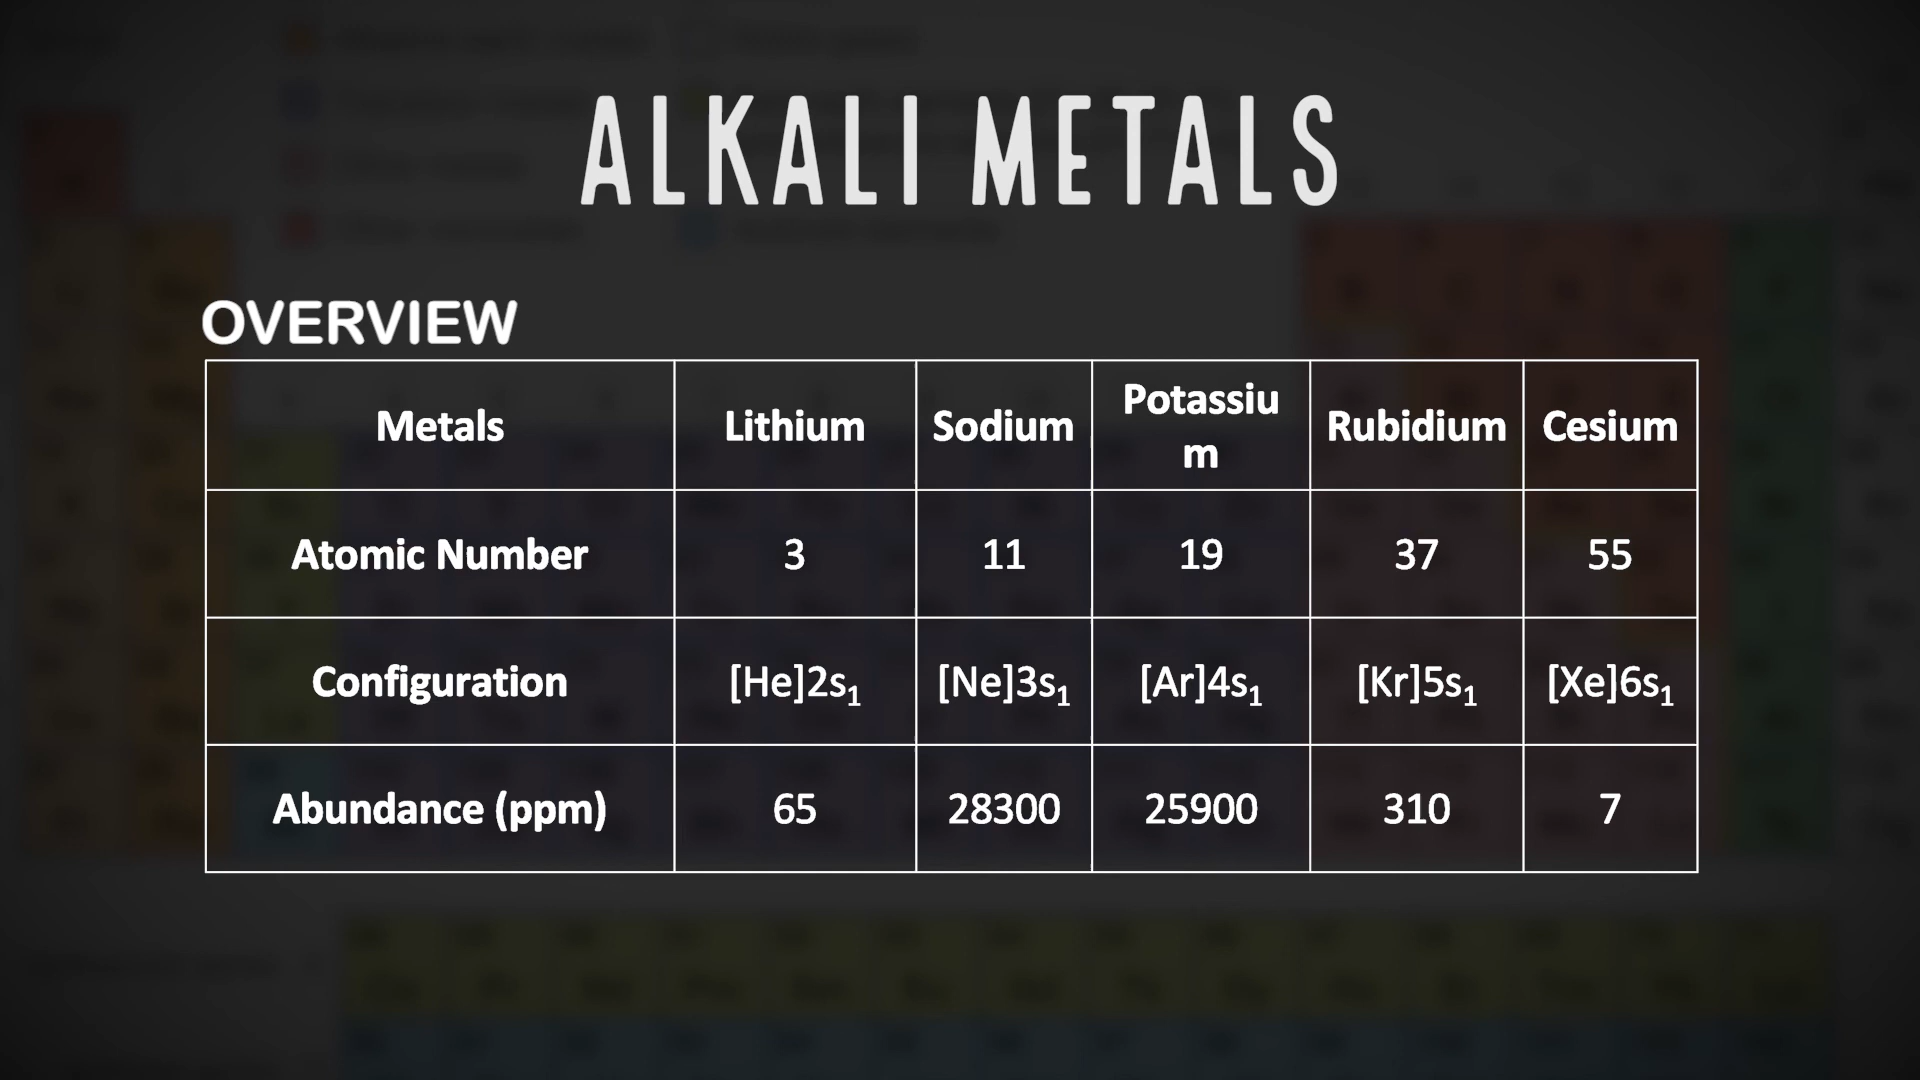 ALKALI METALS
OVERVIEW
Metals Lithium Sodium Potassiu
m Rubidium Cesium
Atomic Number 3 11 19 37 55
Configuration [He]2s₁ [Ne]3s₁ [Ar]4s₁ [Kr]5s₁ [Xe]6s₁
Abundance (ppm) 65 28300 25900 310 7